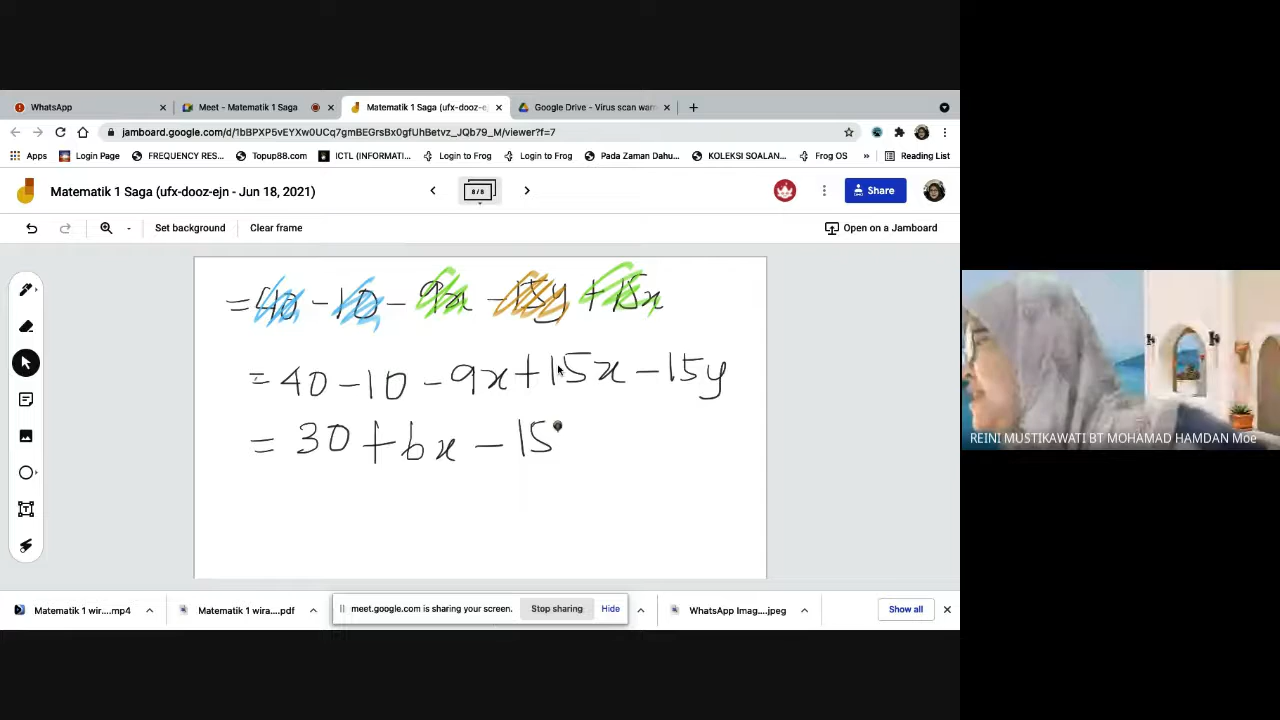 WhatsApp
Meet - Matematik 1 Saga
Matematik 1 Saga (ufx-dooz-e
Google Drive - Virus scan warn
jamboard.google.com/d/1bBPXP5vEYXw0UCq7gmBEGrsBx0gfUhBetvz_JQb79_M/viewer?f=7
Apps
Login Page
FREQUENCY RES...
Topup88.com
ICTL (INFORMATI...
Login to Frog
Login to Frog
Pada Zaman Dahu...
KOLEKSI SOALAN...
Frog OS
»
Reading List
Matematik 1 Saga (ufx-dooz-ejn - Jun 18, 2021)
8/8
Share
Set background
Clear frame
Open on a Jamboard
= 40 - 10 - 9x - 15y + 15x
= 40 - 10 - 9x + 15x - 15y
= 30 + 6x - 15
REINI MUSTIKAWATI BT MOHAMAD HAMDAN Moe
Matematik 1 wir....mp4
Matematik 1 wira....pdf
meet.google.com is sharing your screen.
Stop sharing
Hide
WhatsApp Imag....jpeg
Show all